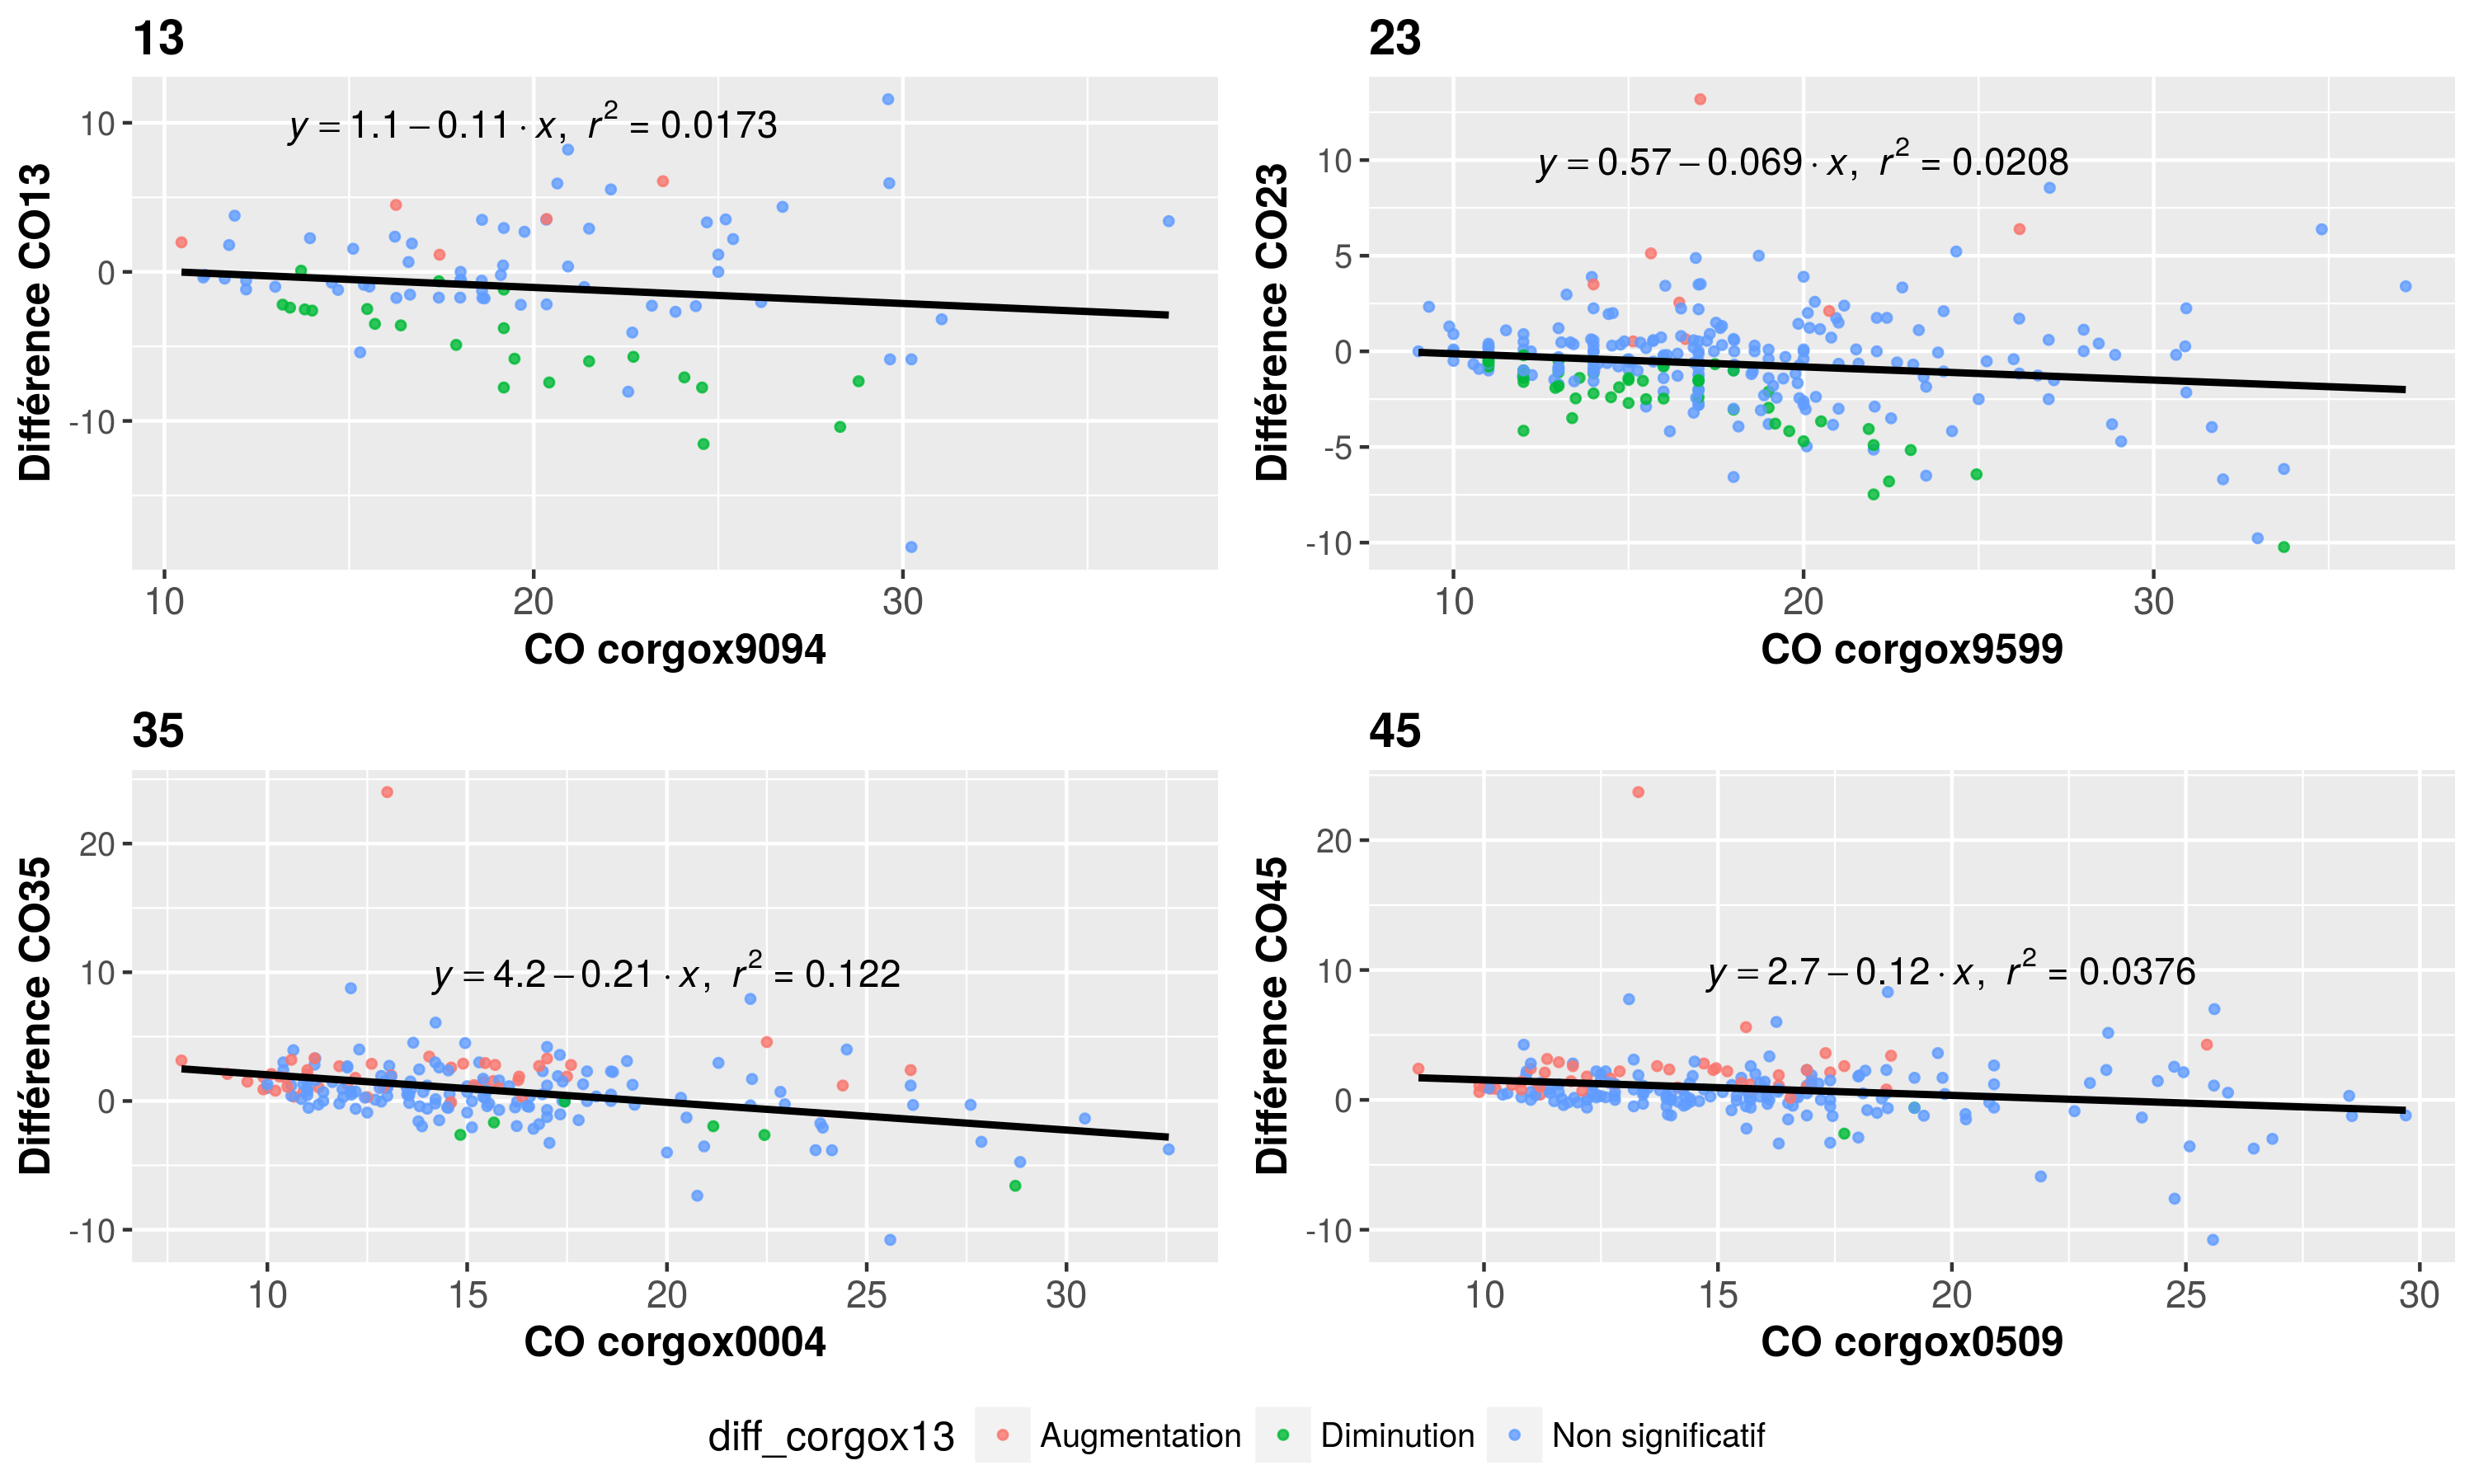 13
y = 1.1 − 0.11 · x, r² = 0.0173
Différence CO13
10
0
-10
10 20 30
CO corgox9094
23
y = 0.57 − 0.069 · x, r² = 0.0208
Différence CO23
10
5
0
-5
-10
10 20 30
CO corgox9599
35
y = 4.2 − 0.21 · x, r² = 0.122
Différence CO35
20
10
0
-10
10 15 20 25 30
CO corgox0004
45
y = 2.7 − 0.12 · x, r² = 0.0376
Différence CO45
20
10
0
-10
10 15 20 25 30
CO corgox0509
diff_corgox13 Augmentation Diminution Non significatif